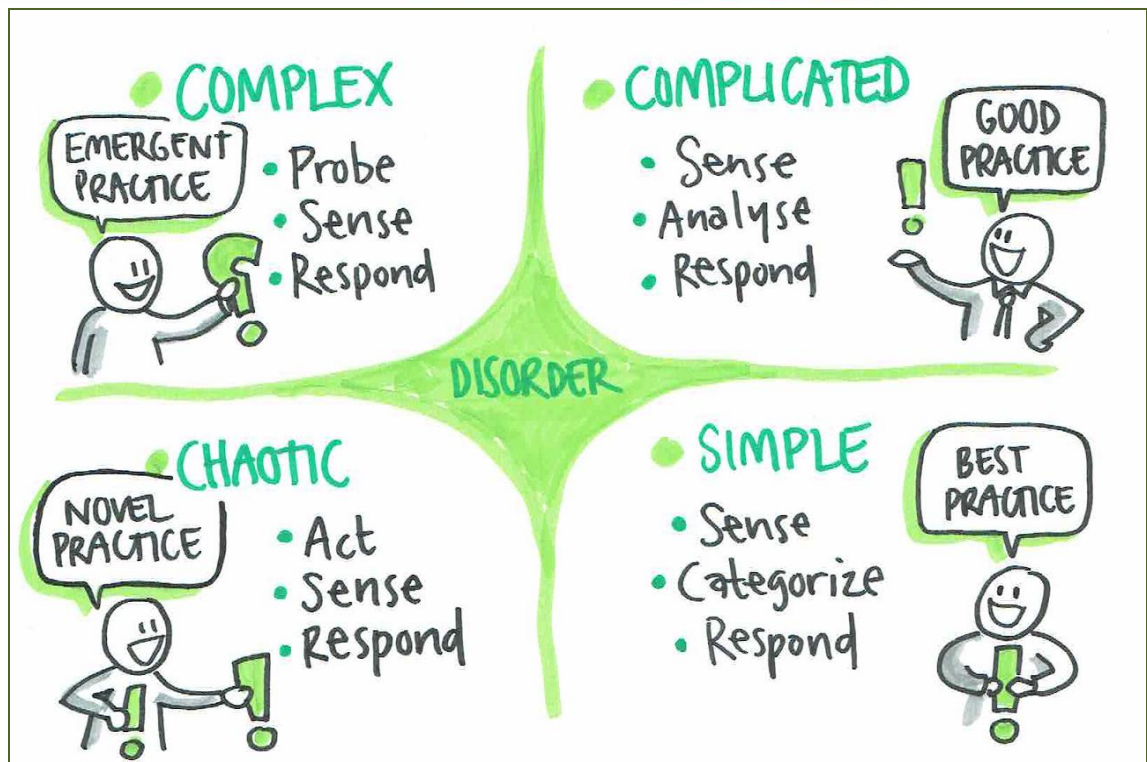 COMPLEX
EMERGENT
PRACTICE
Probe
Sense
Respond
COMPLICATED
Sense
Analyse
Respond
GOOD
PRACTICE
DISORDER
CHAOTIC
NOVEL
PRACTICE
Act
Sense
Respond
SIMPLE
Sense
Categorize
Respond
BEST
PRACTICE